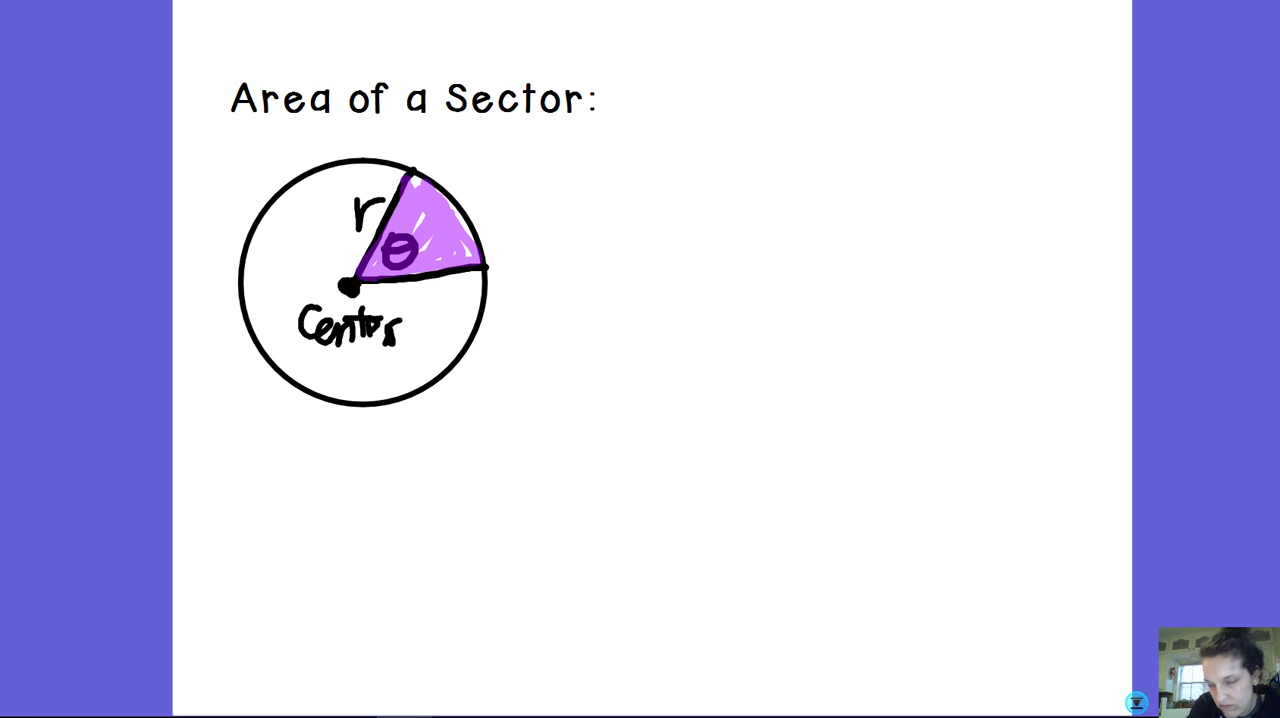 Area of a Sector:
r
θ
Center